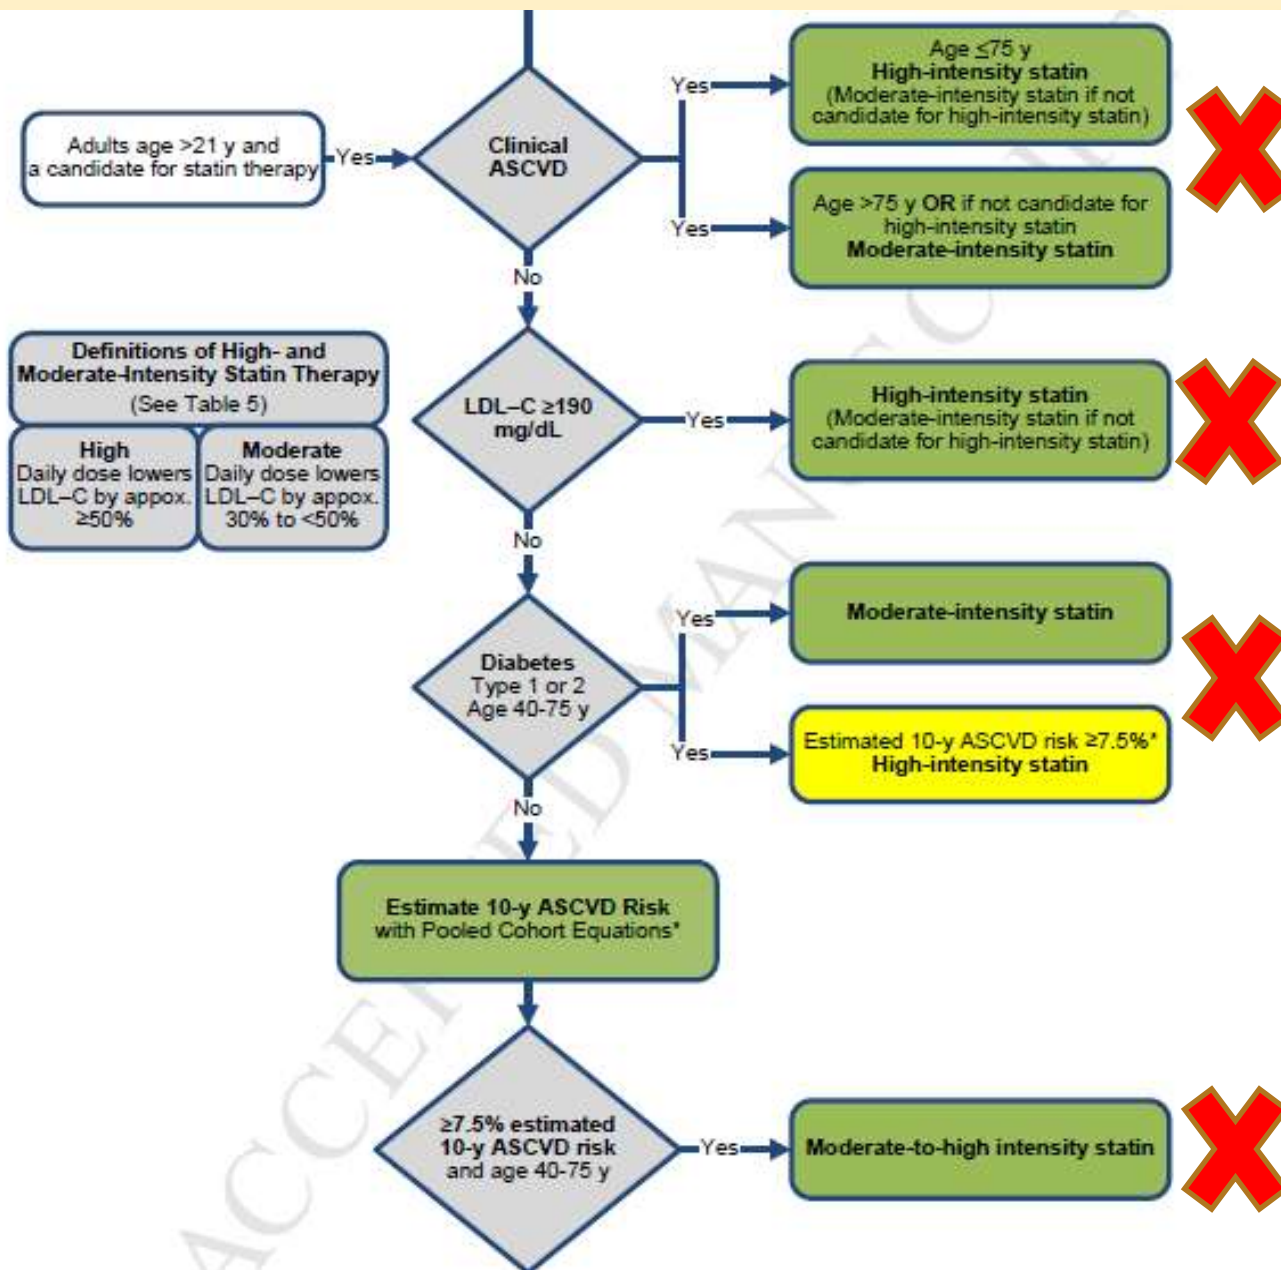 Adults age >21 y and
a candidate for statin therapy
Yes
Clinical
ASCVD
Yes
Age ≤75 y
High-intensity statin
(Moderate-intensity statin if not
candidate for high-intensity statin)
Yes
Age >75 y OR if not candidate for
high-intensity statin
Moderate-intensity statin
No
Definitions of High- and
Moderate-Intensity Statin Therapy
(See Table 5)
High
Daily dose lowers
LDL–C by appox.
≥50%
Moderate
Daily dose lowers
LDL–C by appox.
30% to <50%
LDL–C ≥190
mg/dL
Yes
High-intensity statin
(Moderate-intensity statin if not
candidate for high-intensity statin)
No
Diabetes
Type 1 or 2
Age 40-75 y
Yes
Moderate-intensity statin
Yes
Estimated 10-y ASCVD risk ≥7.5%*
High-intensity statin
No
Estimate 10-y ASCVD Risk
with Pooled Cohort Equations*
≥7.5% estimated
10-y ASCVD risk
and age 40-75 y
Yes
Moderate-to-high intensity statin